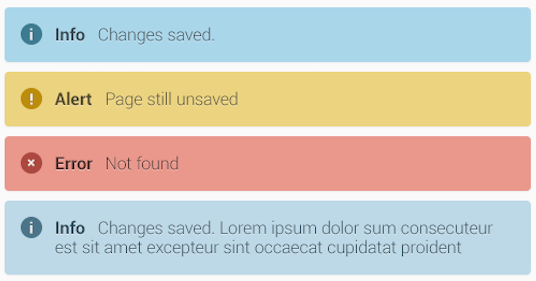 Info Changes saved.
Alert Page still unsaved
Error Not found
Info Changes saved. Lorem ipsum dolor sum consecuteur
est sit amet excepteur sint occaecat cupidatat proident